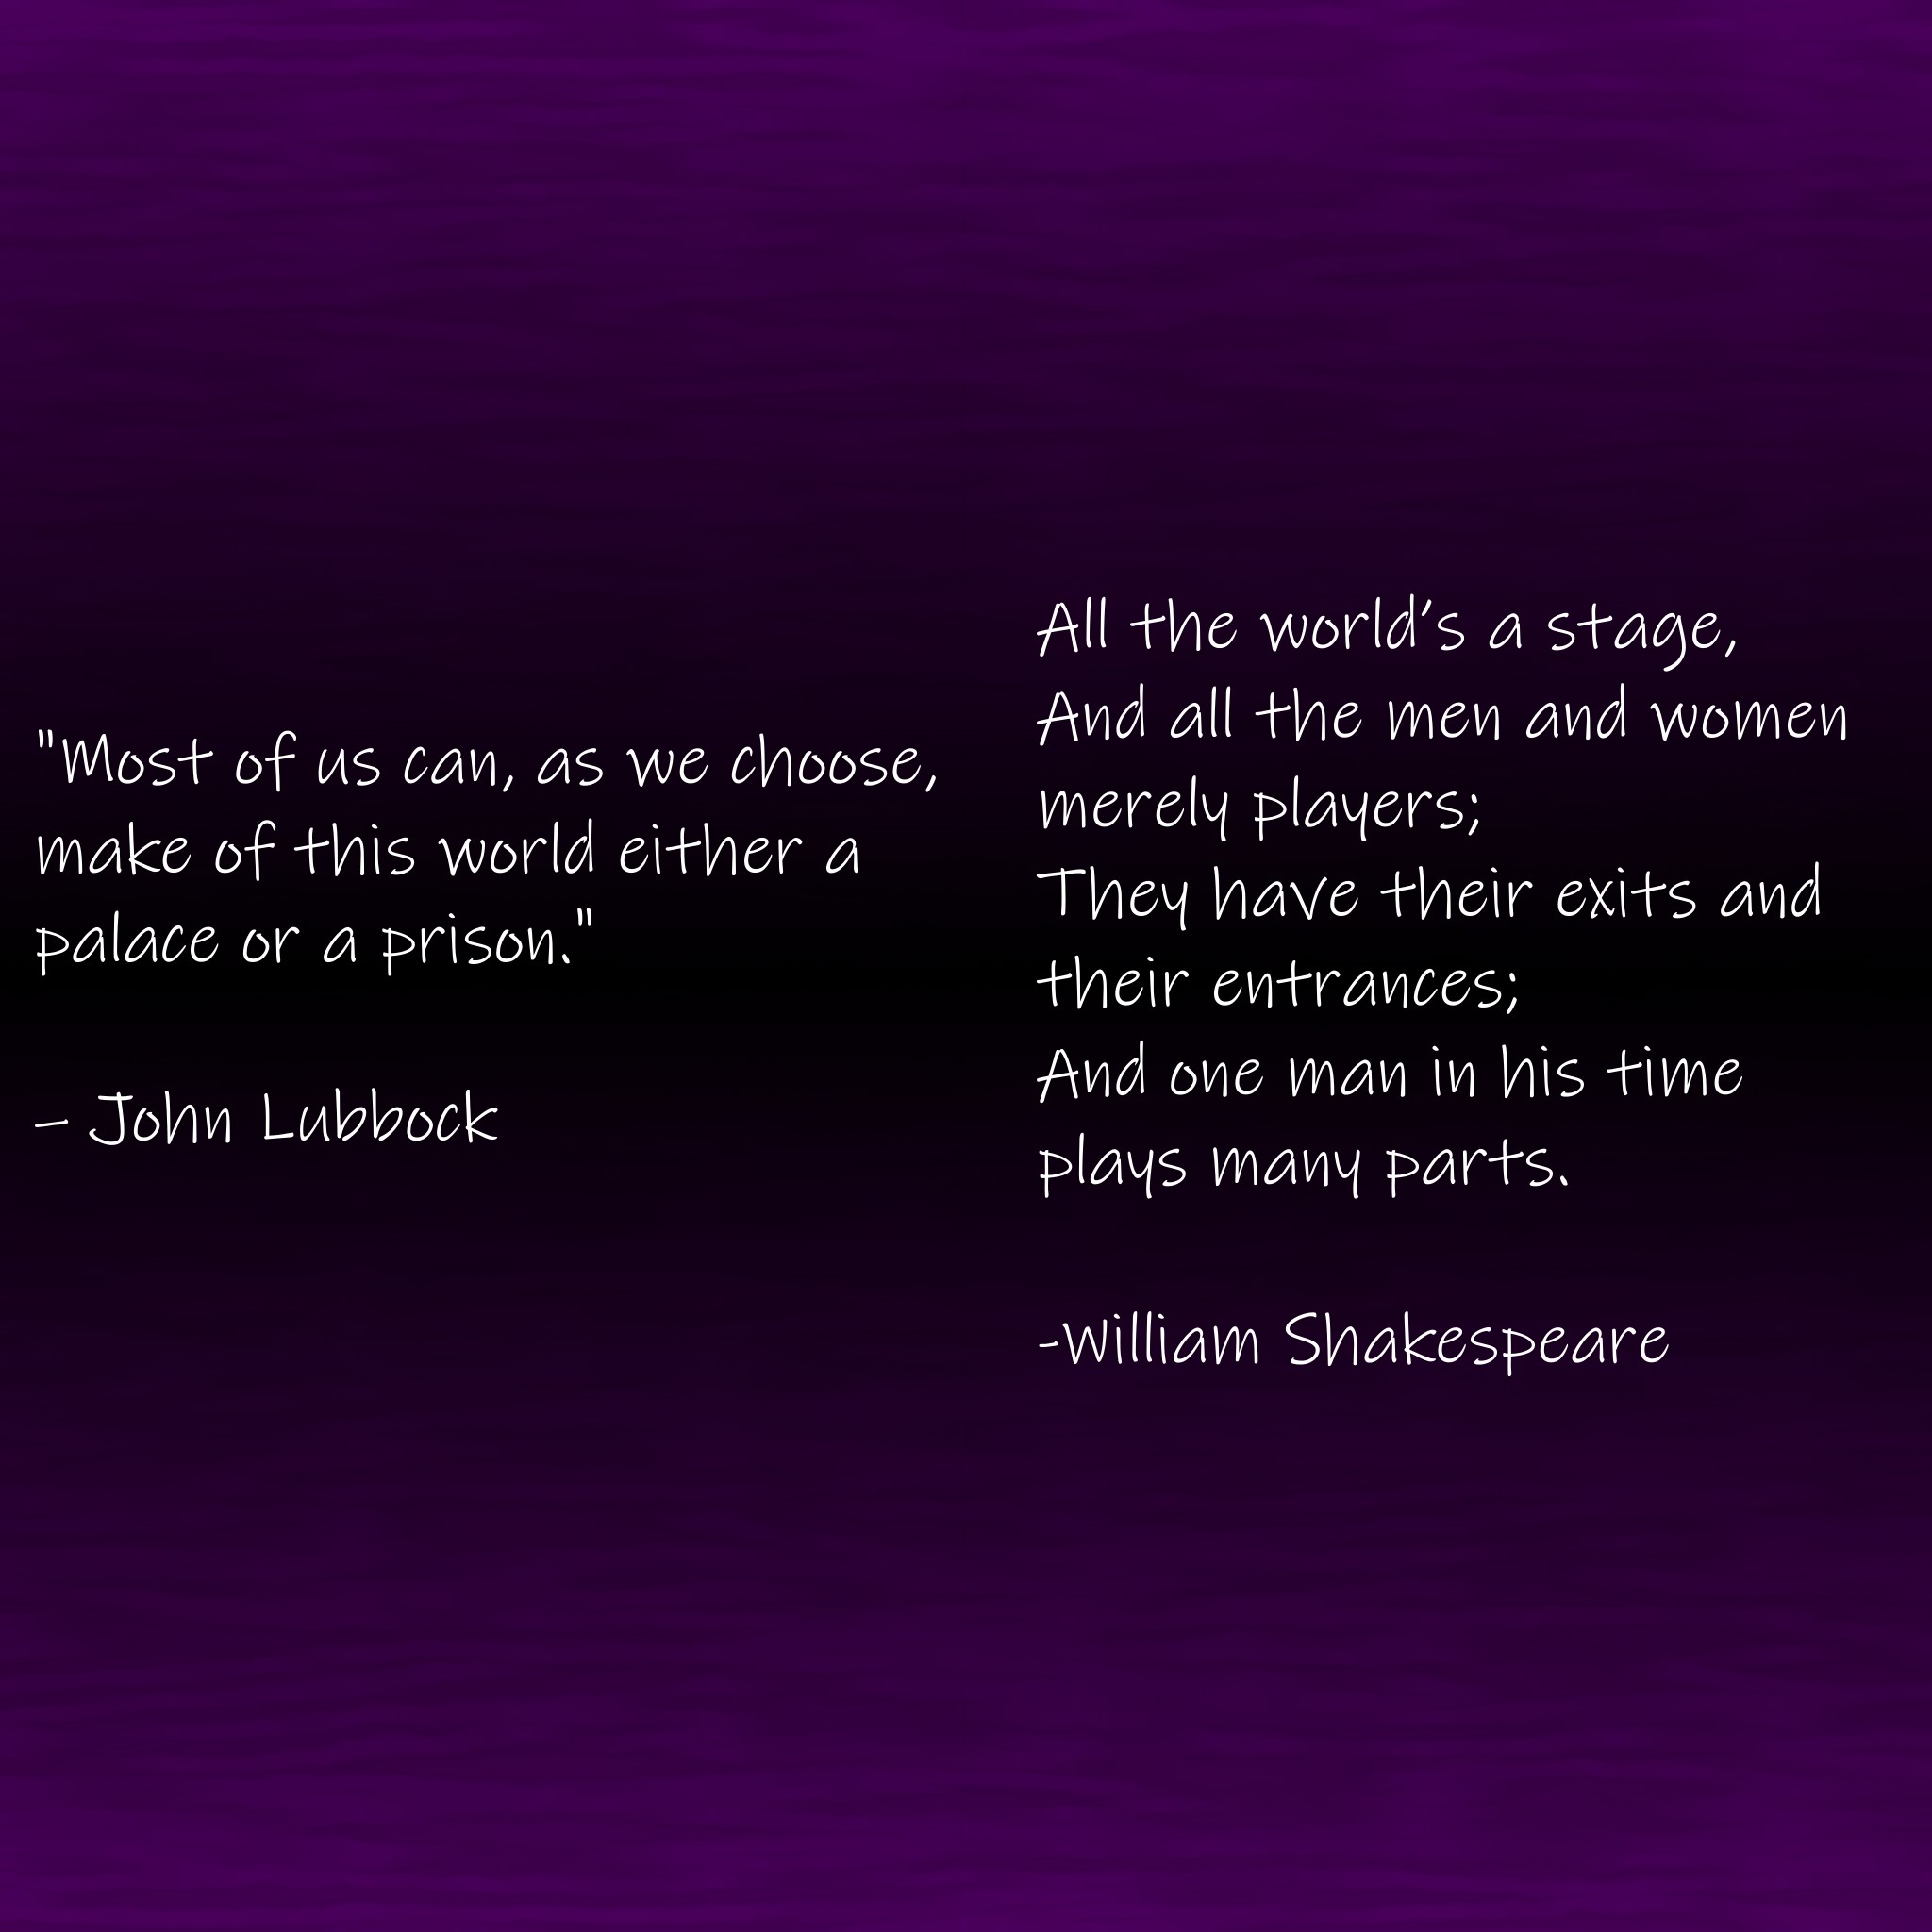 "Most of us can, as we choose,
make of this world either a
palace or a prison."
– John Lubbock
All the world’s a stage,
And all the men and women
merely players;
They have their exits and
their entrances;
And one man in his time
plays many parts.
-William Shakespeare